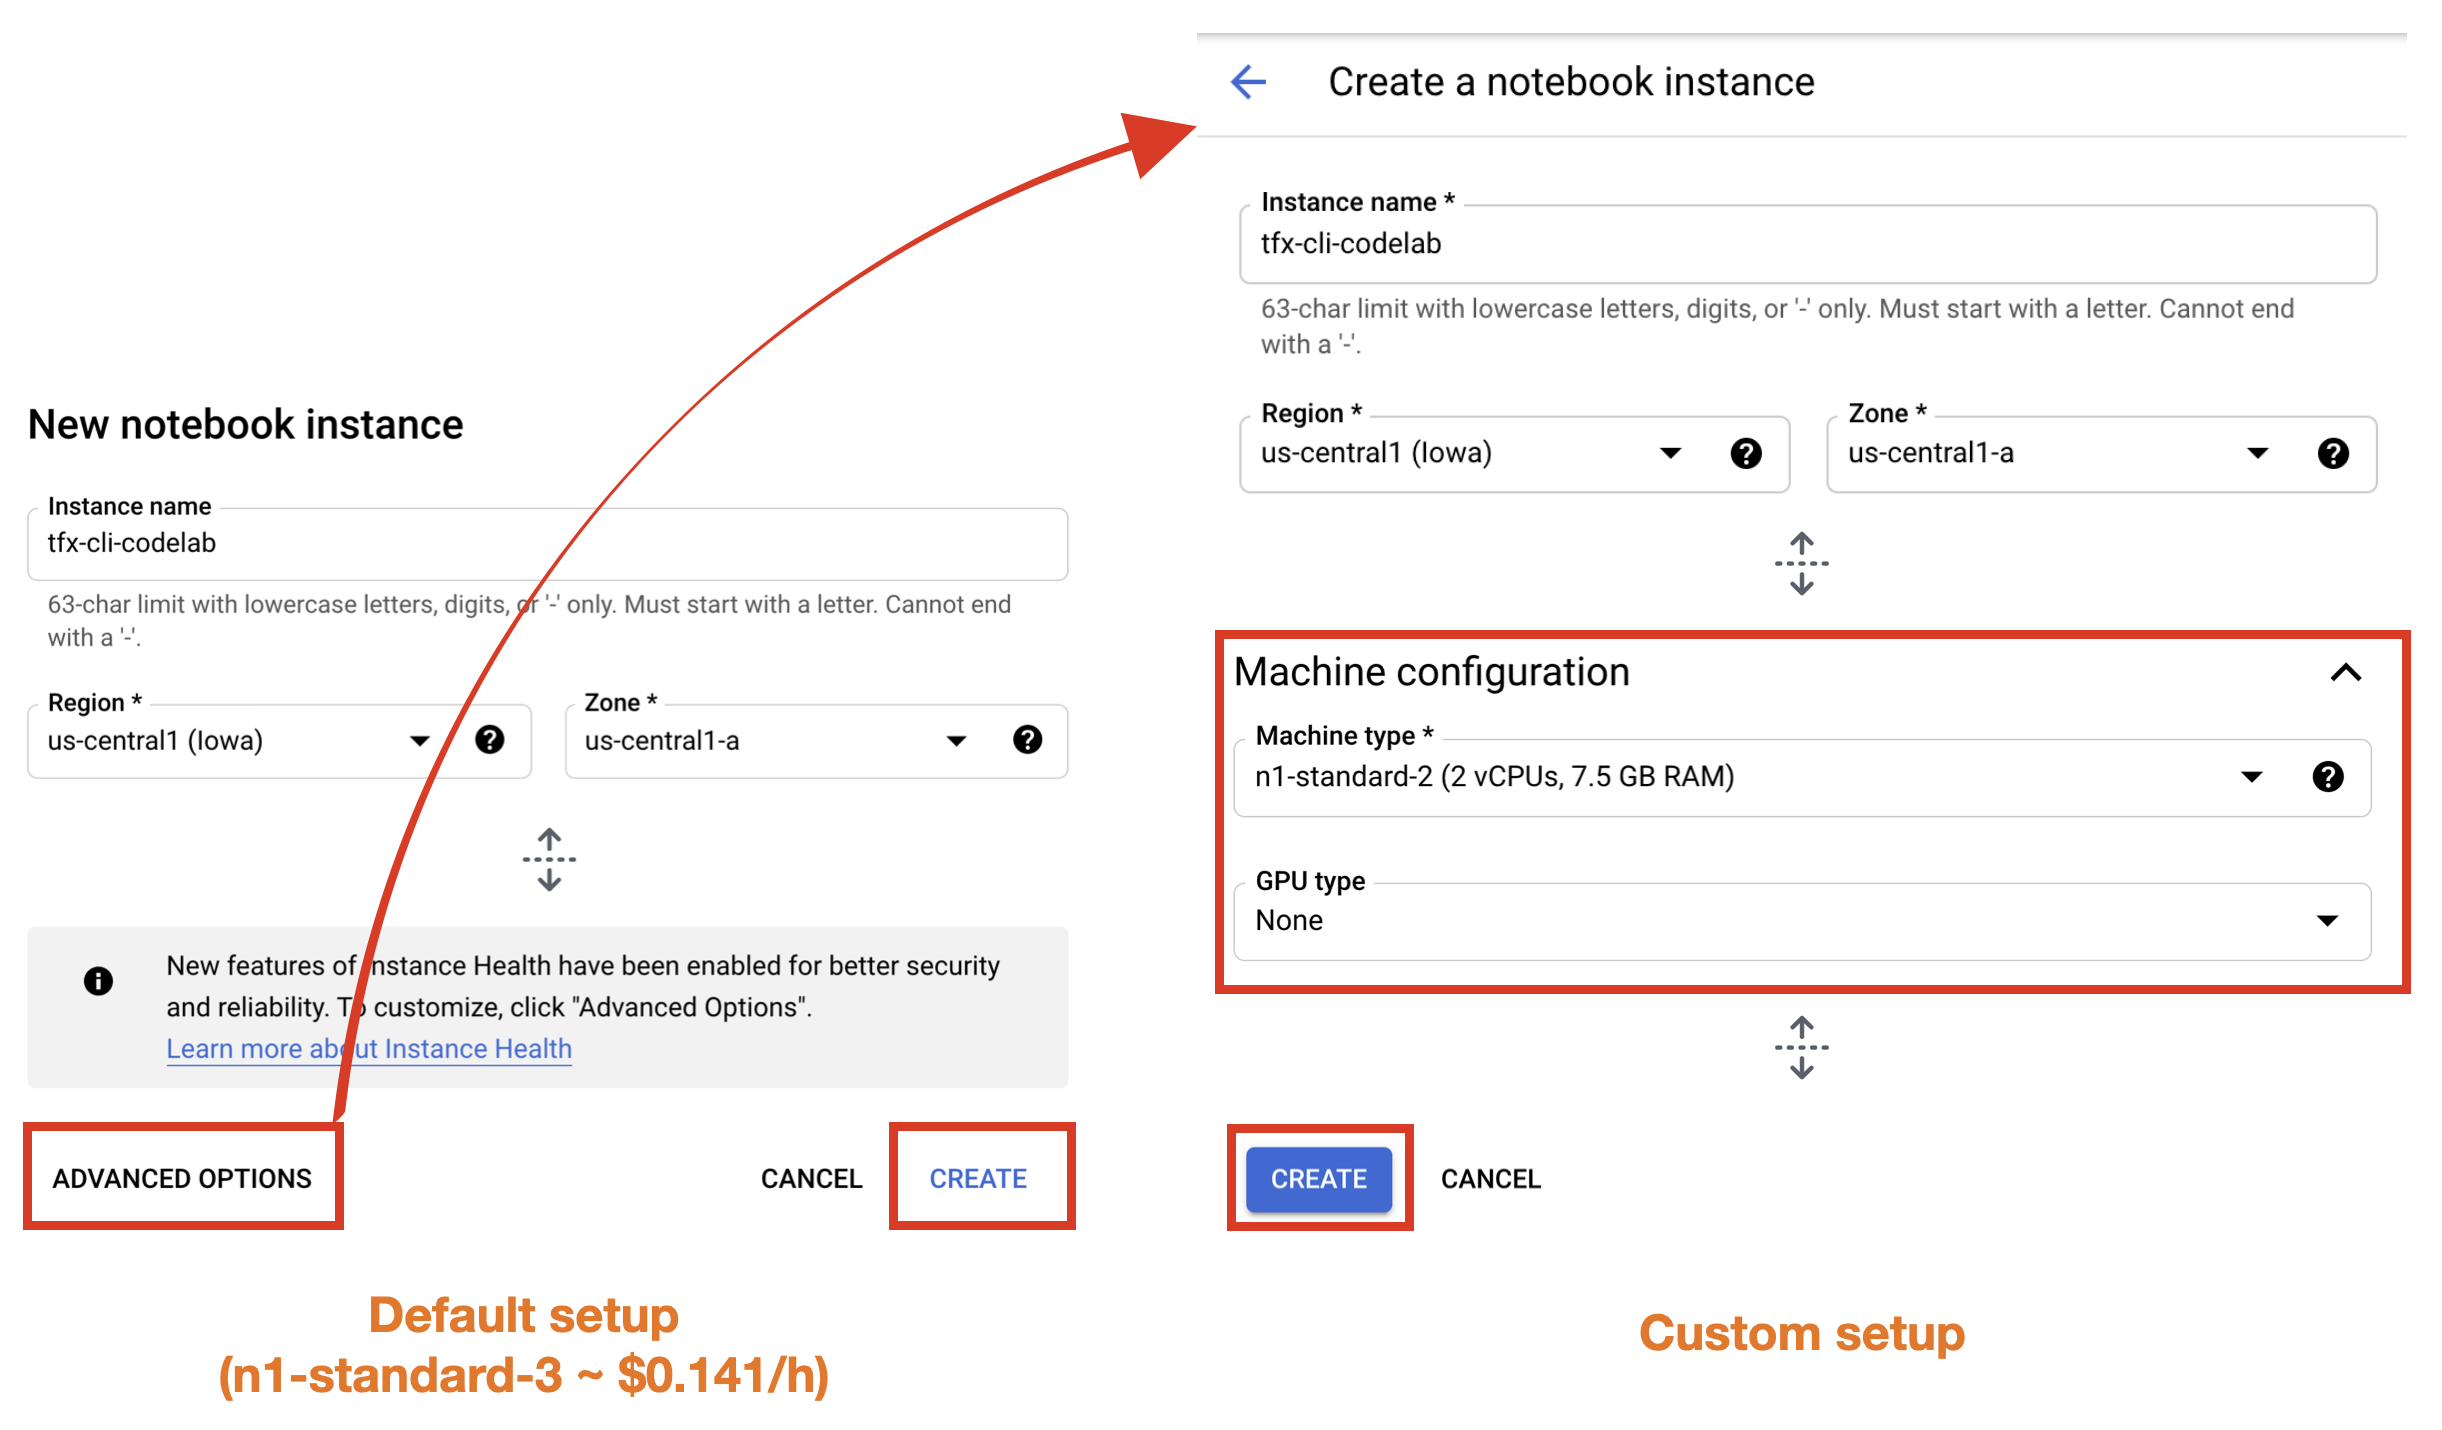 New notebook instance
Instance name
tfx-cli-codelab
63-char limit with lowercase letters, digits, or '-' only. Must start with a letter. Cannot end
with a '-'.
Region *
us-central1 (Iowa)
Zone *
us-central1-a
New features of Instance Health have been enabled for better security
and reliability. To customize, click "Advanced Options".
Learn more about Instance Health
ADVANCED OPTIONS
CANCEL
CREATE
Default setup
(n1-standard-3 ~ $0.141/h)
Create a notebook instance
Instance name *
tfx-cli-codelab
63-char limit with lowercase letters, digits, or '-' only. Must start with a letter. Cannot end
with a '-'.
Region *
us-central1 (Iowa)
Zone *
us-central1-a
Machine configuration
Machine type *
n1-standard-2 (2 vCPUs, 7.5 GB RAM)
GPU type
None
CREATE
CANCEL
Custom setup